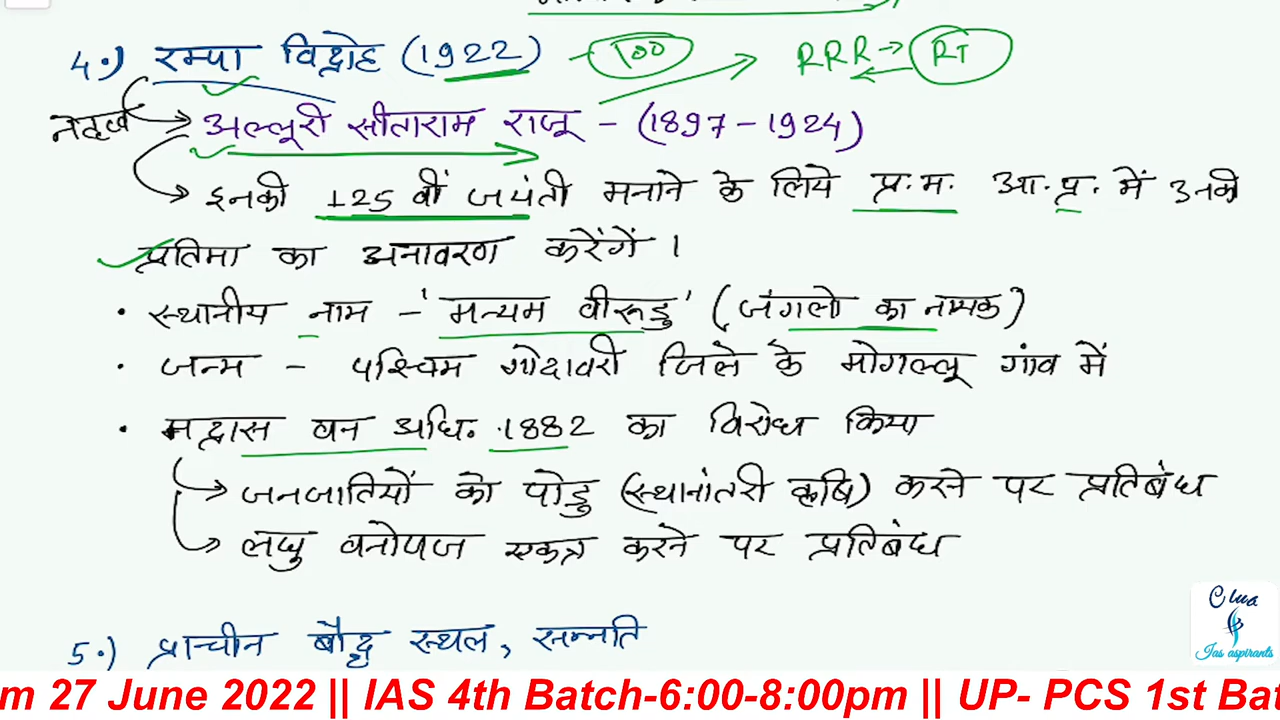 4.) रम्पा विद्रोह (1922) - 100 RRR → RT
नेतृत्व → अल्लूरी सीताराम राजू - (1897-1924)
→ इनकी 125 वीं जयंती मनाने के लिये प्र.म. आ.प्र. में उनकी
प्रतिमा का अनावरण करेंगें ।
• स्थानीय नाम - 'मन्यम वीरुडु' (जंगलो का नायक)
• जन्म - पश्चिम गोदावरी जिले के मोगल्लू गांव में
• मद्रास वन अधि. 1882 का विरोध किया
→ जनजातियों को पोडु (स्थानांतरी कृषि) करने पर प्रतिबंध
→ लघु वनोपज एकत्र करने पर प्रतिबंध
5.) प्राचीन बौद्ध स्थल, सन्नति
Ias aspirants
m 27 June 2022 || IAS 4th Batch-6:00-8:00pm || UP- PCS 1st Bat